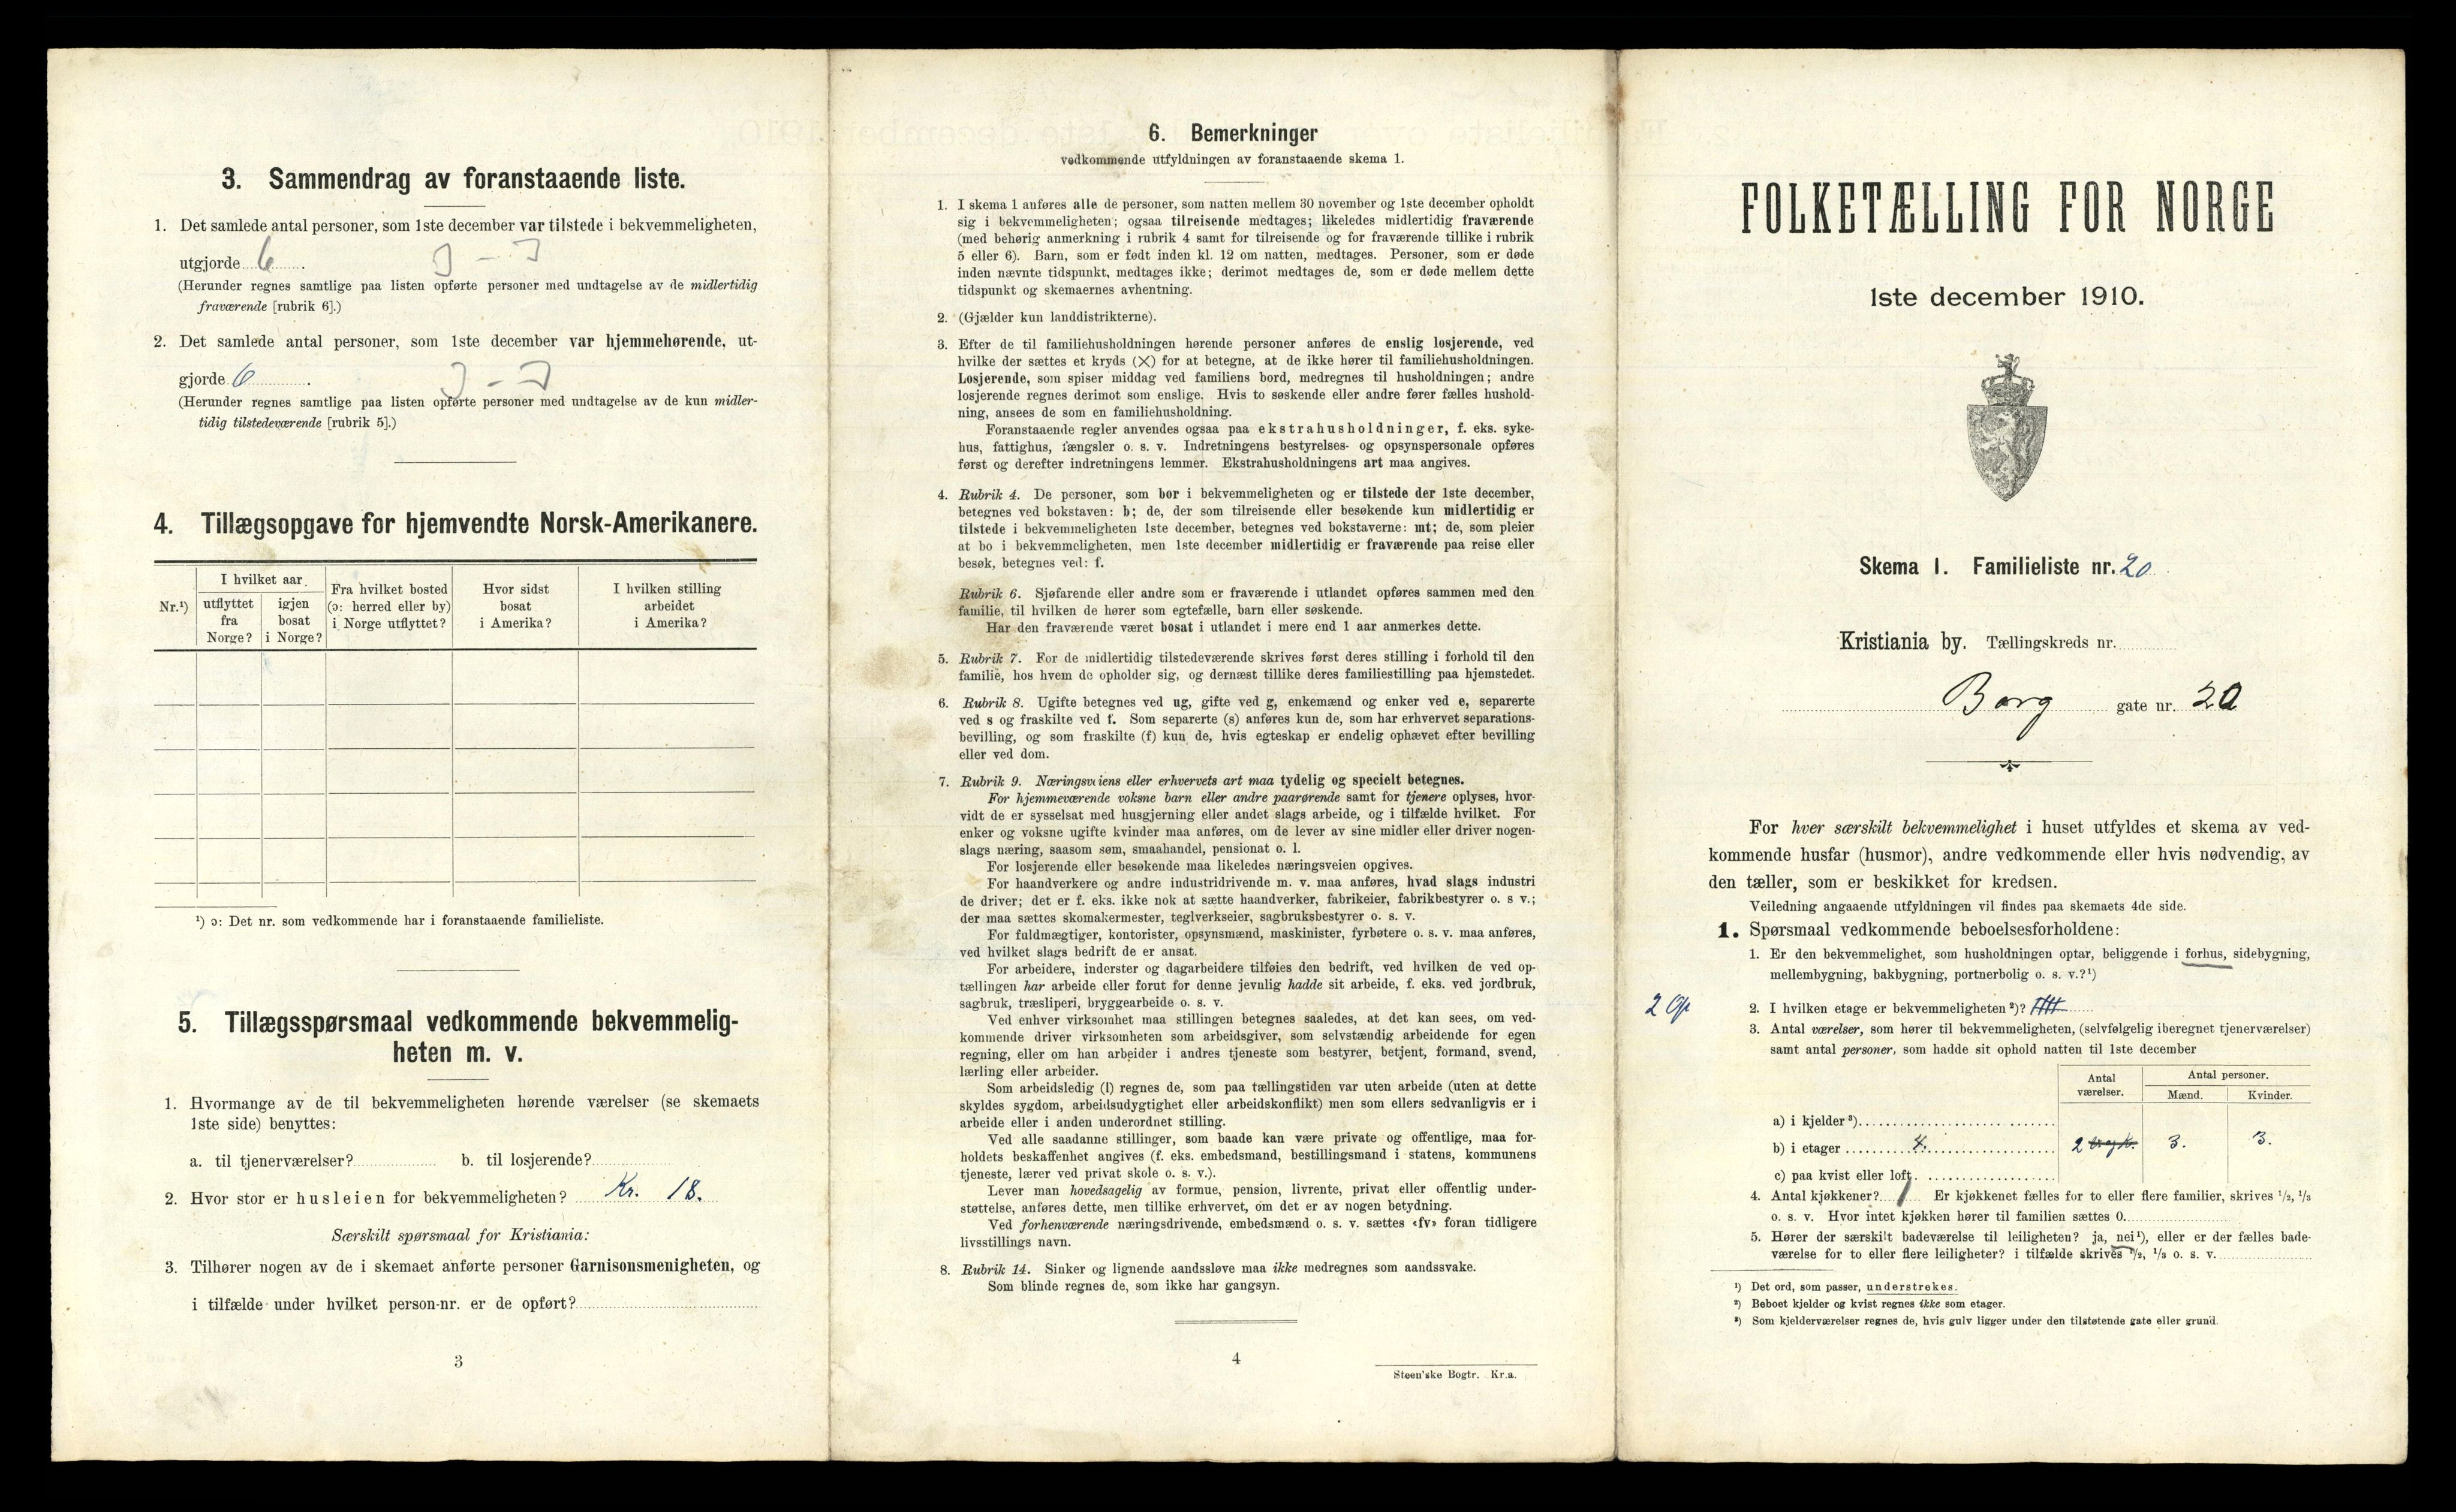 3. Sammendrag av foranstaaende liste.
1. Det samlede antal personer, som 1ste december var tilstede i bekvemmeligheten,
utgjorde 6. 3 – 3
(Herunder regnes samtlige paa listen opførte personer med undtagelse av de midlertidig
fraværende [rubrik 6].)
2. Det samlede antal personer, som 1ste december var hjemmehørende, ut-
gjorde 6. 3 – 3
(Herunder regnes samtlige paa listen opførte personer med undtagelse av de kun midler-
tidig tilstedeværende [rubrik 5].)
4. Tillægsopgave for hjemvendte Norsk-Amerikanere.
Nr.¹)
I hvilket aar
utflyttet
fra
Norge?
igjen
bosat
i Norge?
Fra hvilket bosted
(ɔ: herred eller by)
i Norge utflyttet?
Hvor sidst
bosat
i Amerika?
I hvilken stilling
arbeidet
i Amerika?
¹) ɔ: Det nr. som vedkommende har i foranstaaende familieliste.
5. Tillægsspørsmaal vedkommende bekvemmelig-
heten m. v.
1. Hvormange av de til bekvemmeligheten hørende værelser (se skemaets
1ste side) benyttes:
a. til tjenerværelser? b. til losjerende?
2. Hvor stor er husleien for bekvemmeligheten? Kr. 18.
Særskilt spørsmaal for Kristiania:
3. Tilhører nogen av de i skemaet anførte personer Garnisonsmenigheten, og
i tilfælde under hvilket person-nr. er de opført?
3
6. Bemerkninger
vedkommende utfyldningen av foranstaaende skema 1.
1. I skema 1 anføres alle de personer, som natten mellem 30 november og 1ste december opholdt
sig i bekvemmeligheten; ogsaa tilreisende medtages; likeledes midlertidig fraværende
(med behørig anmerkning i rubrik 4 samt for tilreisende og for fraværende tillike i rubrik
5 eller 6). Barn, som er født inden kl. 12 om natten, medtages. Personer, som er døde
inden nævnte tidspunkt, medtages ikke; derimot medtages de, som er døde mellem dette
tidspunkt og skemaernes avhentning.
2. (Gjælder kun landdistrikterne).
3. Efter de til familiehusholdningen hørende personer anføres de enslig losjerende, ved
hvilke der sættes et kryds (×) for at betegne, at de ikke hører til familiehusholdningen.
Losjerende, som spiser middag ved familiens bord, medregnes til husholdningen; andre
losjerende regnes derimot som enslige. Hvis to søskende eller andre fører fælles hushold-
ning, ansees de som en familiehusholdning.
Foranstaaende regler anvendes ogsaa paa ekstrahusholdninger, f. eks. syke-
hus, fattighus, fængsler o. s. v. Indretningens bestyrelses- og opsynspersonale opføres
først og derefter indretningens lemmer. Ekstrahusholdningens art maa angives.
4. Rubrik 4. De personer, som bor i bekvemmeligheten og er tilstede der 1ste december,
betegnes ved bokstaven: b; de, der som tilreisende eller besøkende kun midlertidig er
tilstede i bekvemmeligheten 1ste december, betegnes ved bokstaverne: mt; de, som pleier
at bo i bekvemmeligheten, men 1ste december midlertidig er fraværende paa reise eller
besøk, betegnes ved: f.
Rubrik 6. Sjøfarende eller andre som er fraværende i utlandet opføres sammen med den
familie, til hvilken de hører som egtefælle, barn eller søskende.
Har den fraværende været bosat i utlandet i mere end 1 aar anmerkes dette.
5. Rubrik 7. For de midlertidig tilstedeværende skrives først deres stilling i forhold til den
familie, hos hvem de opholder sig, og dernæst tillike deres familiestilling paa hjemstedet.
6. Rubrik 8. Ugifte betegnes ved ug, gifte ved g, enkemænd og enker ved e, separerte
ved s og fraskilte ved f. Som separerte (s) anføres kun de, som har erhvervet separations-
bevilling, og som fraskilte (f) kun de, hvis egteskap er endelig ophævet efter bevilling
eller ved dom.
7. Rubrik 9. Næringsveiens eller erhvervets art maa tydelig og specielt betegnes.
For hjemmeværende voksne barn eller andre paarørende samt for tjenere oplyses, hvor-
vidt de er sysselsat med husgjerning eller andet slags arbeide, og i tilfælde hvilket. For
enker og voksne ugifte kvinder maa anføres, om de lever av sine midler eller driver nogen-
slags næring, saasom søm, smaahandel, pensionat o. l.
For losjerende eller besøkende maa likeledes næringsveien opgives.
For haandverkere og andre industridrivende m. v. maa anføres, hvad slags industri
de driver; det er f. eks. ikke nok at sætte haandverker, fabrikeier, fabrikbestyrer o. s v.;
der maa sættes skomakermester, teglverkseier, sagbruksbestyrer o. s. v.
For fuldmægtiger, kontorister, opsynsmænd, maskinister, fyrbøtere o. s. v. maa anføres,
ved hvilket slags bedrift de er ansat.
For arbeidere, inderster og dagarbeidere tilføies den bedrift, ved hvilken de ved op-
tællingen har arbeide eller forut for denne jevnlig hadde sit arbeide, f. eks. ved jordbruk,
sagbruk, træsliperi, bryggearbeide o. s. v.
Ved enhver virksomhet maa stillingen betegnes saaledes, at det kan sees, om ved-
kommende driver virksomheten som arbeidsgiver, som selvstændig arbeidende for egen
regning, eller om han arbeider i andres tjeneste som bestyrer, betjent, formand, svend,
lærling eller arbeider.
Som arbeidsledig (l) regnes de, som paa tællingstiden var uten arbeide (uten at dette
skyldes sygdom, arbeidsudygtighet eller arbeidskonflikt) men som ellers sedvanligvis er i
arbeide eller i anden underordnet stilling.
Ved alle saadanne stillinger, som baade kan være private og offentlige, maa for-
holdets beskaffenhet angives (f. eks. embedsmand, bestillingsmand i statens, kommunens
tjeneste, lærer ved privat skole o. s. v.).
Lever man hovedsagelig av formue, pension, livrente, privat eller offentlig under-
støttelse, anføres dette, men tillike erhvervet, om det er av nogen betydning.
Ved forhenværende næringsdrivende, embedsmænd o. s. v. sættes «fv» foran tidligere
livsstillings navn.
8. Rubrik 14. Sinker og lignende aandssløve maa ikke medregnes som aandssvake.
Som blinde regnes de, som ikke har gangsyn.
4
Steen'ske Bogtr. Kr.a.
FOLKETÆLLING FOR NORGE
1ste december 1910.
Skema 1. Familieliste nr. 20
Kristiania by. Tællingskreds nr.
Borg gate nr. 20
For hver særskilt bekvemmelighet i huset utfyldes et skema av ved-
kommende husfar (husmor), andre vedkommende eller hvis nødvendig, av
den tæller, som er beskikket for kredsen.
Veiledning angaaende utfyldningen vil findes paa skemaets 4de side.
1. Spørsmaal vedkommende beboelsesforholdene:
1. Er den bekvemmelighet, som husholdningen optar, beliggende i forhus, sidebygning,
mellembygning, bakbygning, portnerbolig o. s. v.?¹)
2. I hvilken etage er bekvemmeligheten²)?
3. Antal værelser, som hører til bekvemmeligheten, (selvfølgelig iberegnet tjenerværelser)
samt antal personer, som hadde sit ophold natten til 1ste december
Antal
værelser.
Antal personer.
Mænd. Kvinder.
a) i kjelder³)
b) i etager 4. 2 3. 3.
c) paa kvist eller loft
4. Antal kjøkkener? 1 Er kjøkkenet fælles for to eller flere familier, skrives ¹/₂, ¹/₃
o. s. v. Hvor intet kjøkken hører til familien sættes 0.
5. Hører der særskilt badeværelse til leiligheten? ja, nei¹), eller er der fælles bade-
værelse for to eller flere leiligheter? i tilfælde skrives ¹/₂, ¹/₃ o. s. v.
¹) Det ord, som passer, understrekes.
²) Beboet kjelder og kvist regnes ikke som etager.
³) Som kjelderværelser regnes de, hvis gulv ligger under den tilstøtende gate eller grund.